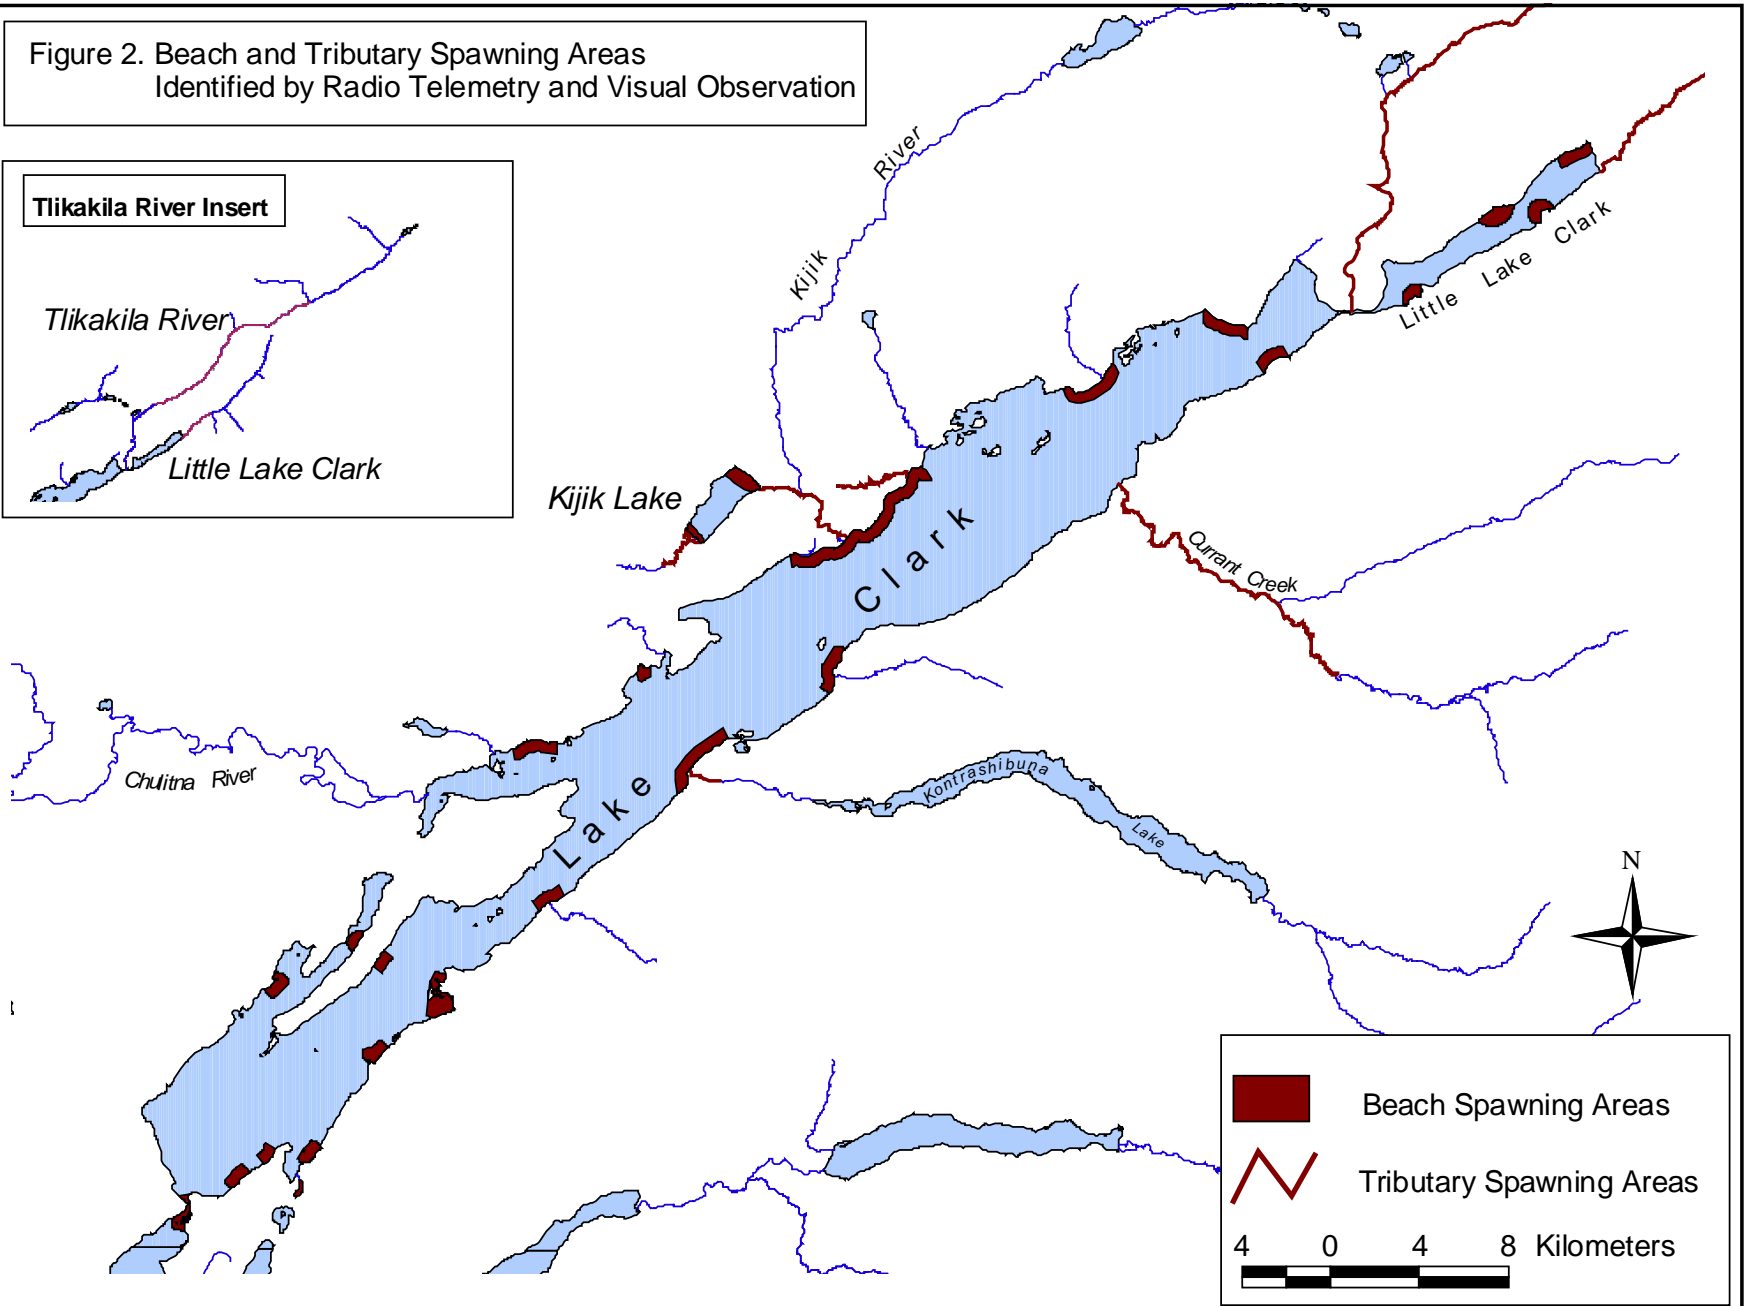 Figure 2. Beach and Tributary Spawning Areas
Identified by Radio Telemetry and Visual Observation
Tlikakila River Insert
Tlikakila River
Little Lake Clark
Kijik River
Little Lake Clark
Kijik Lake
Lake Clark
Currant Creek
Chulitna River
Kontrashibuna Lake
N
Beach Spawning Areas
Tributary Spawning Areas
4 0 4 8 Kilometers